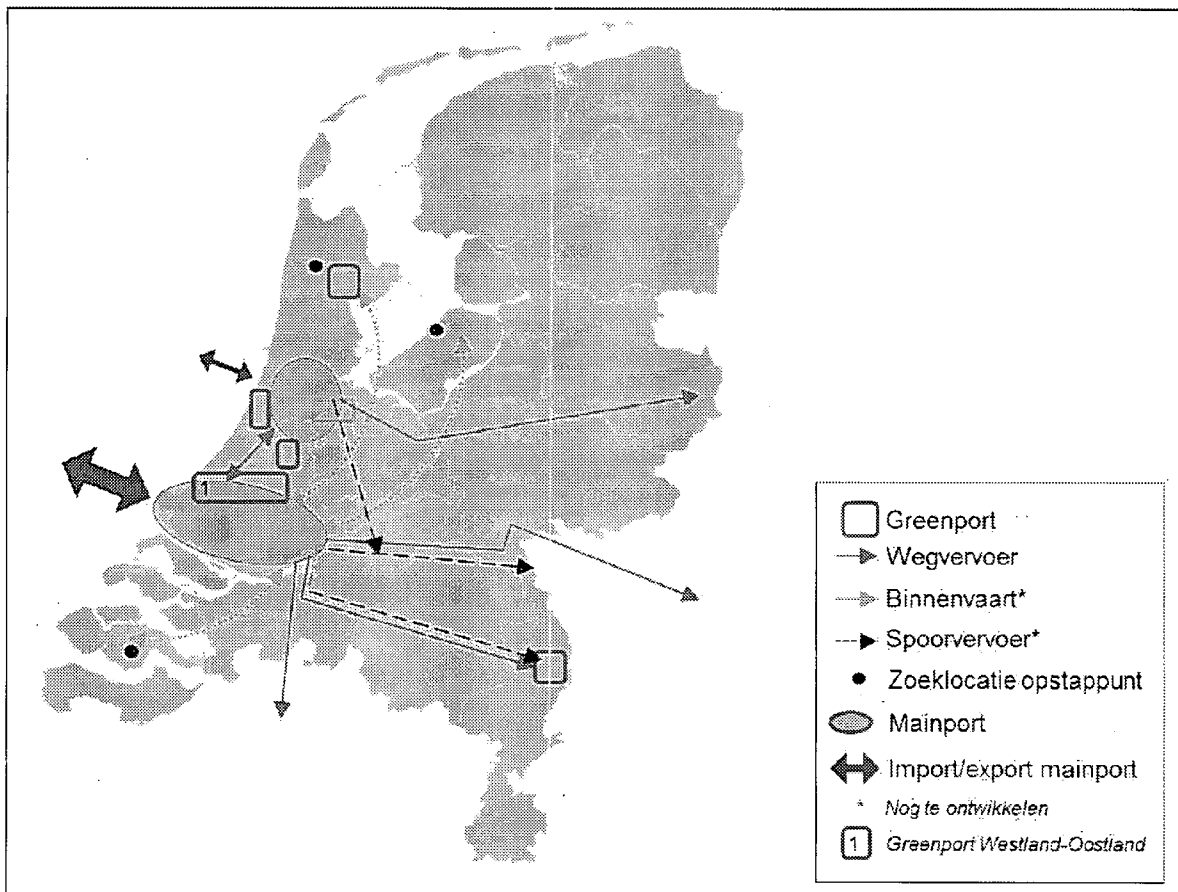 1
Greenport
Wegvervoer
Binnenvaart*
Spoorvervoer*
Zoeklocatie opstappunt
Mainport
Import/export mainport
* Nog te ontwikkelen
1 Greenport Westland-Oostland